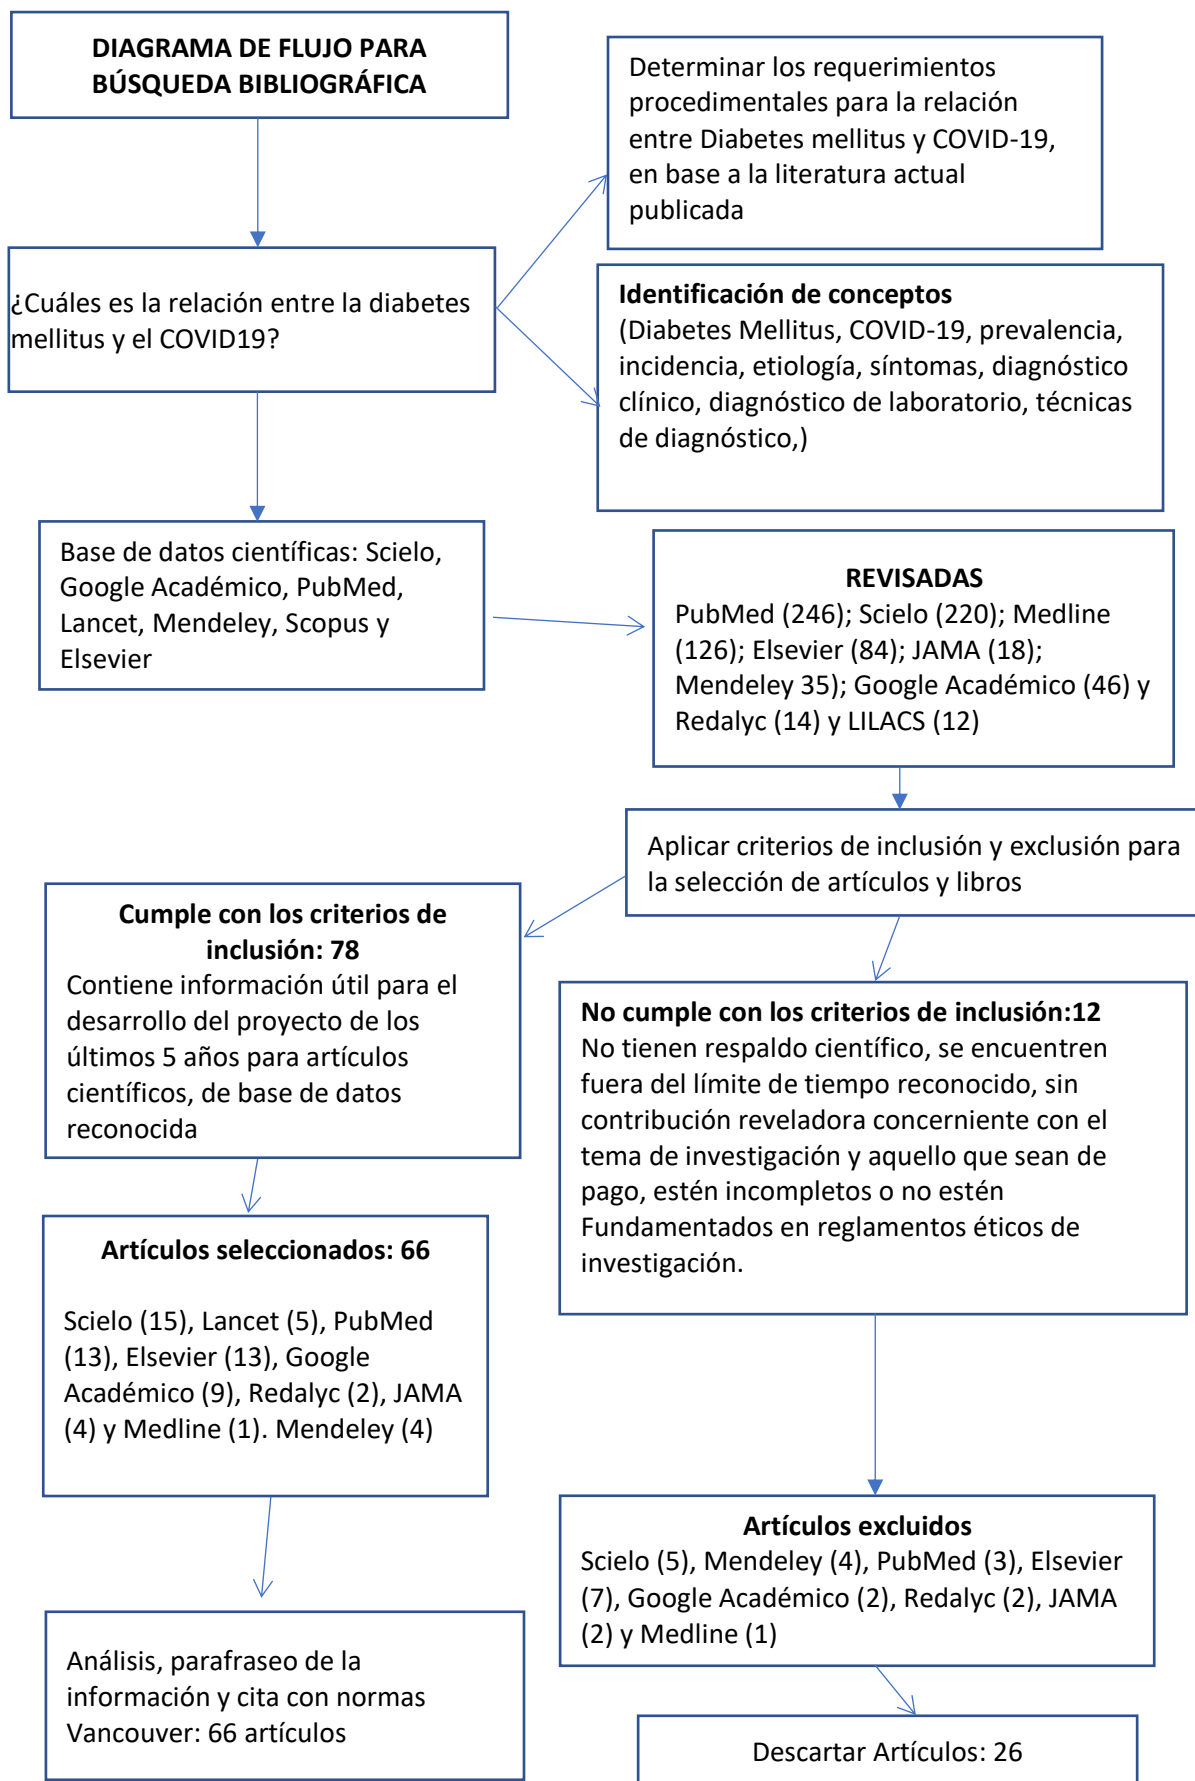 DIAGRAMA DE FLUJO PARA
BÚSQUEDA BIBLIOGRÁFICA
Determinar los requerimientos
procedimentales para la relación
entre Diabetes mellitus y COVID-19,
en base a la literatura actual
publicada
¿Cuáles es la relación entre la diabetes
mellitus y el COVID19?
Identificación de conceptos
(Diabetes Mellitus, COVID-19, prevalencia,
incidencia, etiología, síntomas, diagnóstico
clínico, diagnóstico de laboratorio, técnicas
de diagnóstico,)
Base de datos científicas: Scielo,
Google Académico, PubMed,
Lancet, Mendeley, Scopus y
Elsevier
REVISADAS
PubMed (246); Scielo (220); Medline
(126); Elsevier (84); JAMA (18);
Mendeley 35); Google Académico (46) y
Redalyc (14) y LILACS (12)
Aplicar criterios de inclusión y exclusión para
la selección de artículos y libros
Cumple con los criterios de
inclusión: 78
Contiene información útil para el
desarrollo del proyecto de los
últimos 5 años para artículos
científicos, de base de datos
reconocida
No cumple con los criterios de inclusión:12
No tienen respaldo científico, se encuentren
fuera del límite de tiempo reconocido, sin
contribución reveladora concerniente con el
tema de investigación y aquello que sean de
pago, estén incompletos o no estén
Fundamentados en reglamentos éticos de
investigación.
Artículos seleccionados: 66
Scielo (15), Lancet (5), PubMed
(13), Elsevier (13), Google
Académico (9), Redalyc (2), JAMA
(4) y Medline (1). Mendeley (4)
Artículos excluidos
Scielo (5), Mendeley (4), PubMed (3), Elsevier
(7), Google Académico (2), Redalyc (2), JAMA
(2) y Medline (1)
Análisis, parafraseo de la
información y cita con normas
Vancouver: 66 artículos
Descartar Artículos: 26